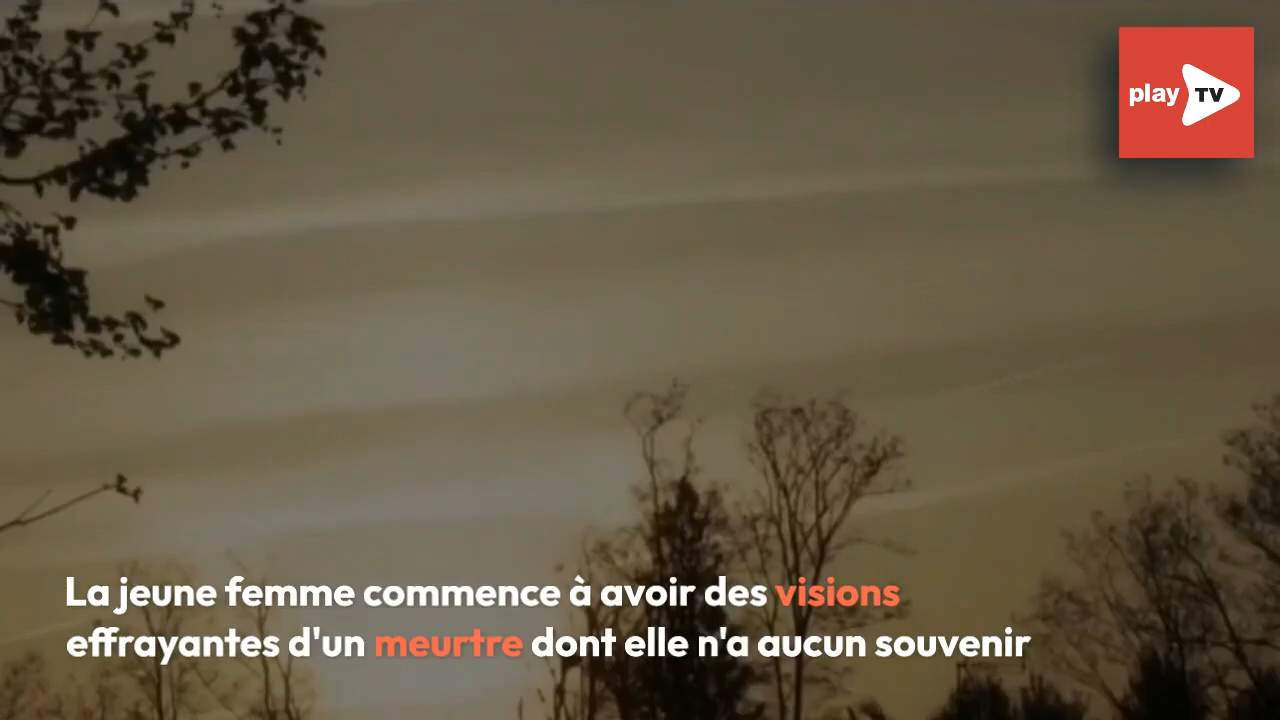 play TV
La jeune femme commence à avoir des visions
effrayantes d'un meurtre dont elle n'a aucun souvenir